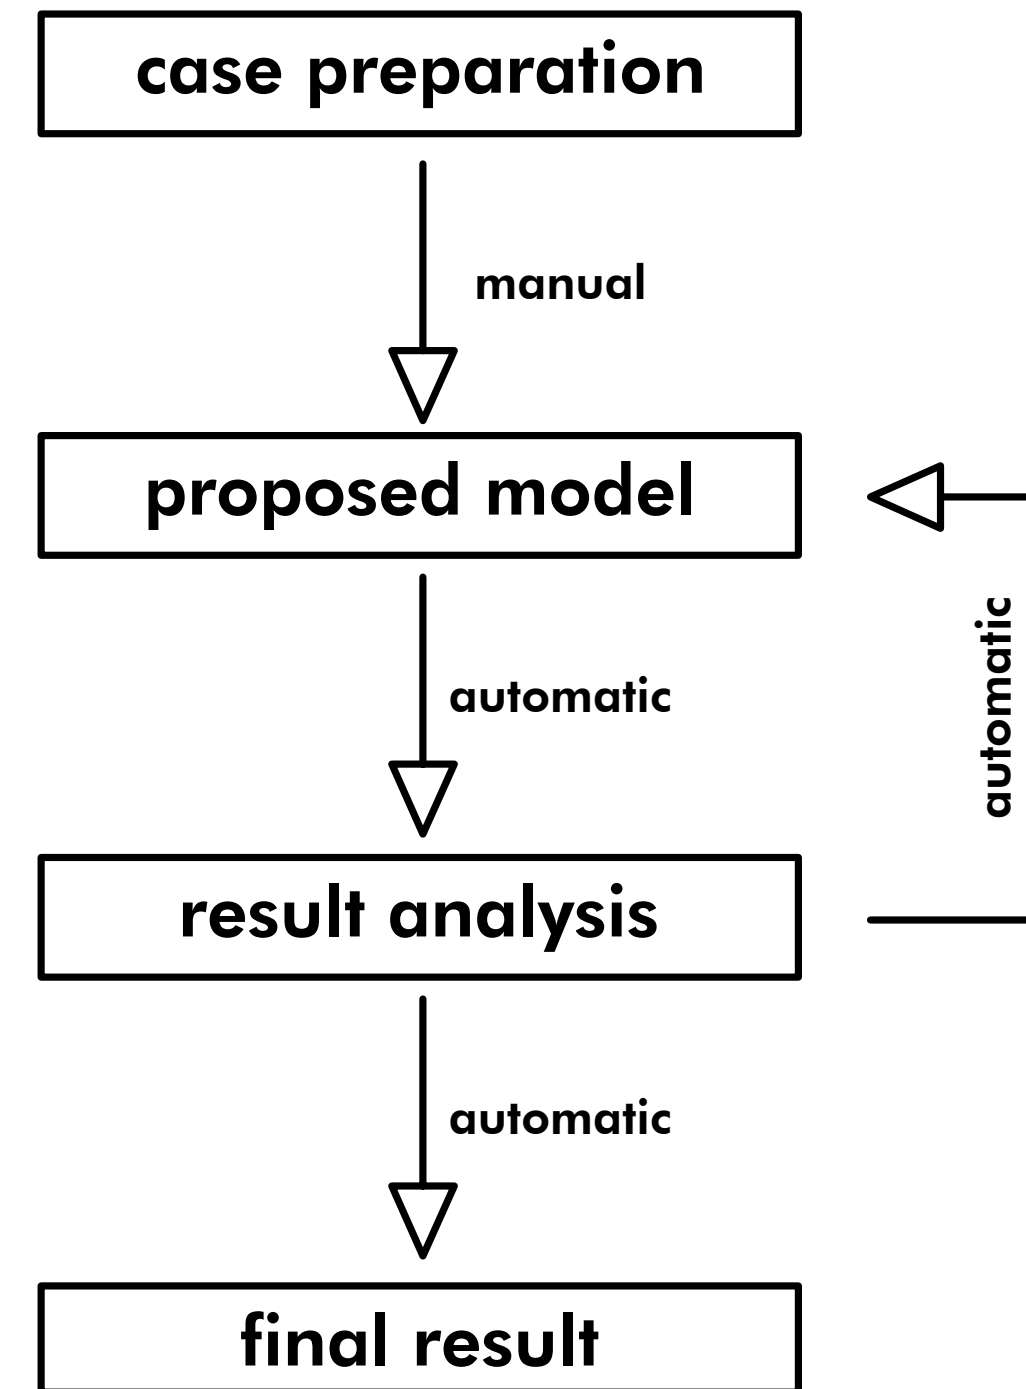 case preparation
manual
proposed model
automatic
automatic
result analysis
automatic
final result